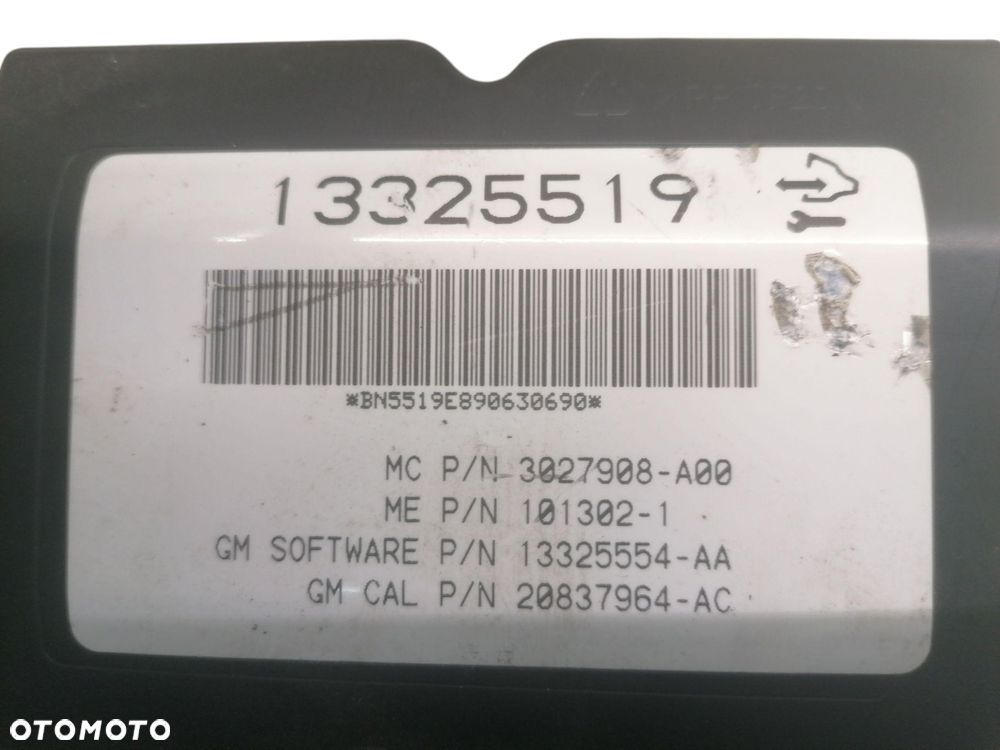 13325519
*BN5519E890630690*
MC P/N 3027908-A00
ME P/N 101302-1
GM SOFTWARE P/N 13325554-AA
GM CAL P/N 20837964-AC
OTOMOTO